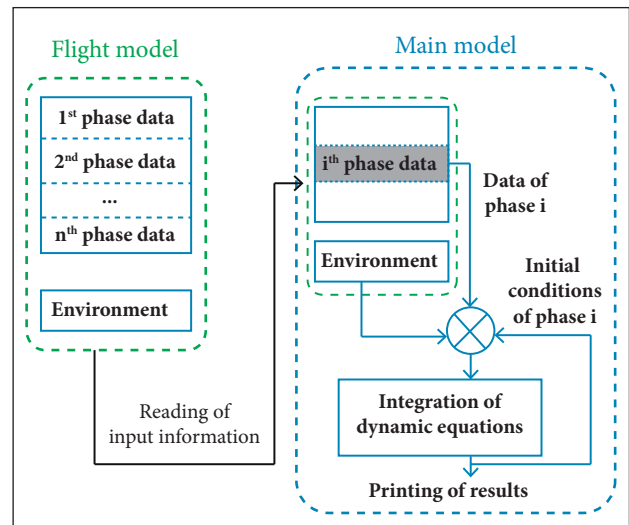 Flight model
1st phase data
2nd phase data
...
nth phase data
Environment
Reading of
input information
Main model
ith phase data
Data of
phase i
Environment
Initial
conditions
of phase i
Integration of
dynamic equations
Printing of results